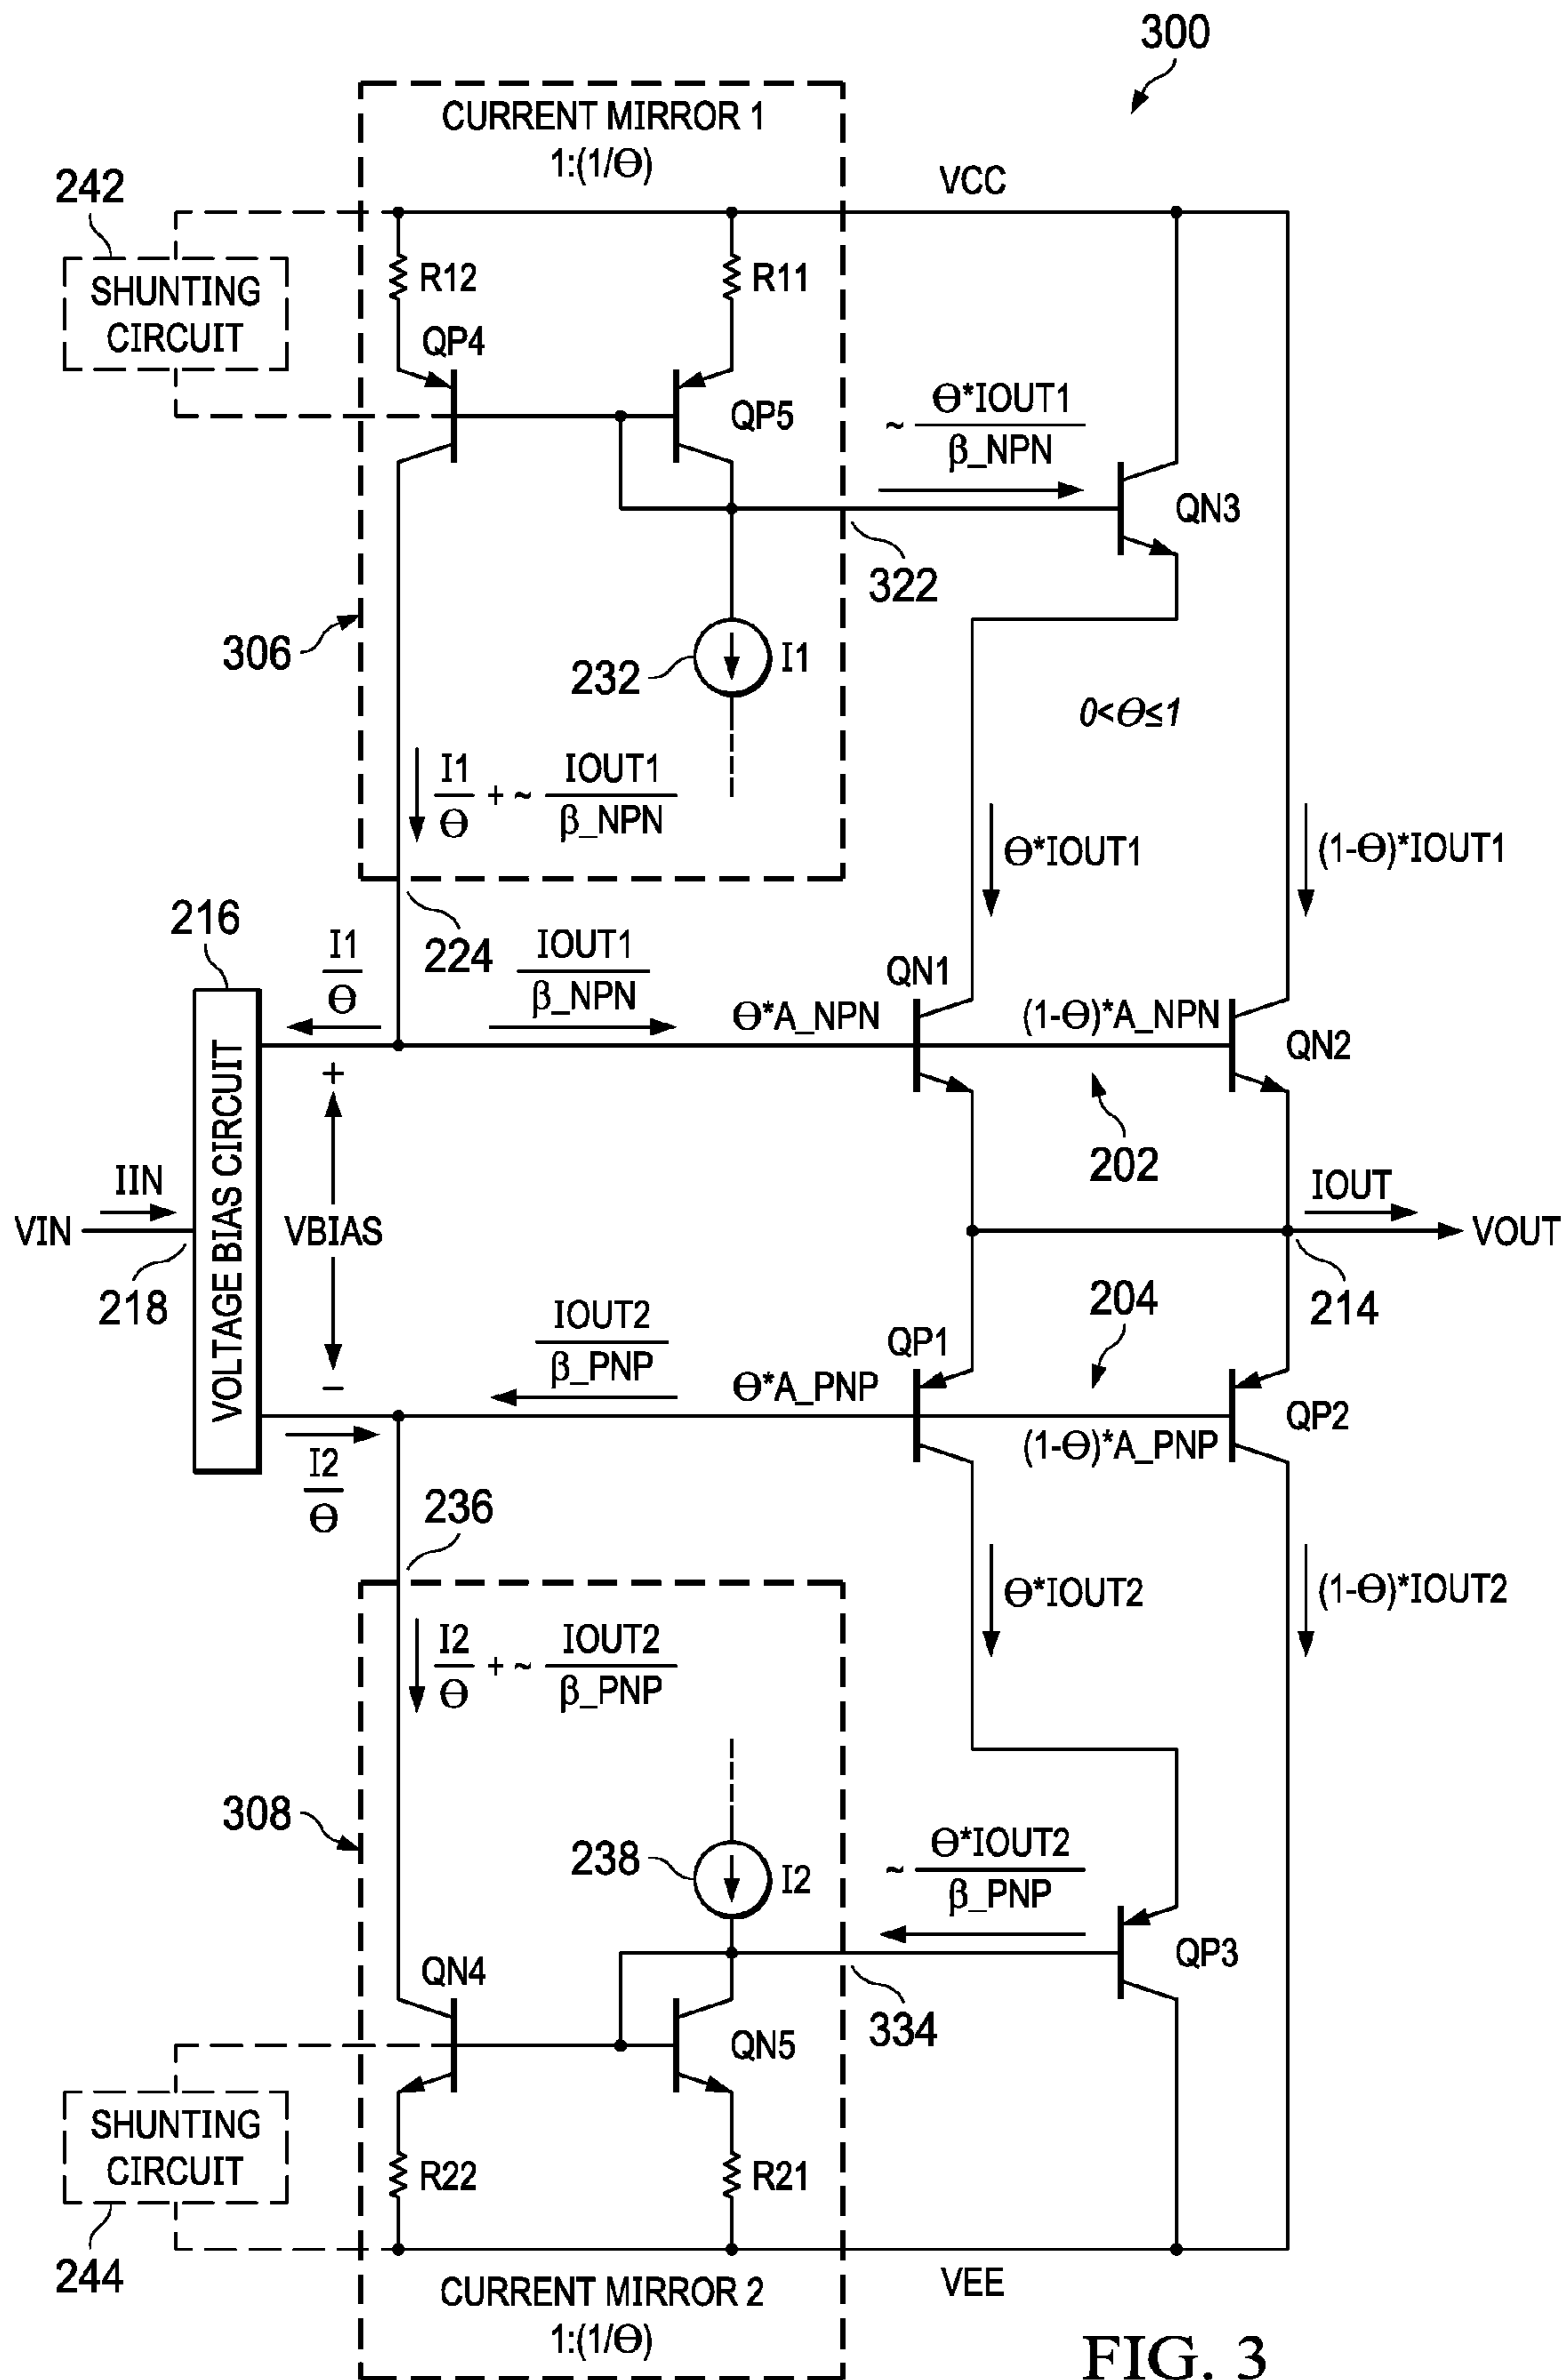 300
CURRENT MIRROR 1
1:(1/Θ)
VCC
242
SHUNTING
CIRCUIT
R12
R11
QP4
QP5
~ Θ*IOUT1
β_NPN
QN3
322
306
232
I1
0<Θ≤1
I1
Θ
+ ~ IOUT1
β_NPN
Θ*IOUT1
(1-Θ)*IOUT1
216
224
I1
Θ
IOUT1
β_NPN
QN1
Θ*A_NPN
(1-Θ)*A_NPN
QN2
+
202
VOLTAGE BIAS CIRCUIT
IIN
VIN
VBIAS
IOUT
VOUT
218
204
214
IOUT2
β_PNP
QP1
–
Θ*A_PNP
(1-Θ)*A_PNP
QP2
I2
Θ
236
Θ*IOUT2
(1-Θ)*IOUT2
I2
Θ
+ ~ IOUT2
β_PNP
308
238
I2
~ Θ*IOUT2
β_PNP
QP3
334
QN4
QN5
SHUNTING
CIRCUIT
R22
R21
244
VEE
CURRENT MIRROR 2
1:(1/Θ)
FIG. 3